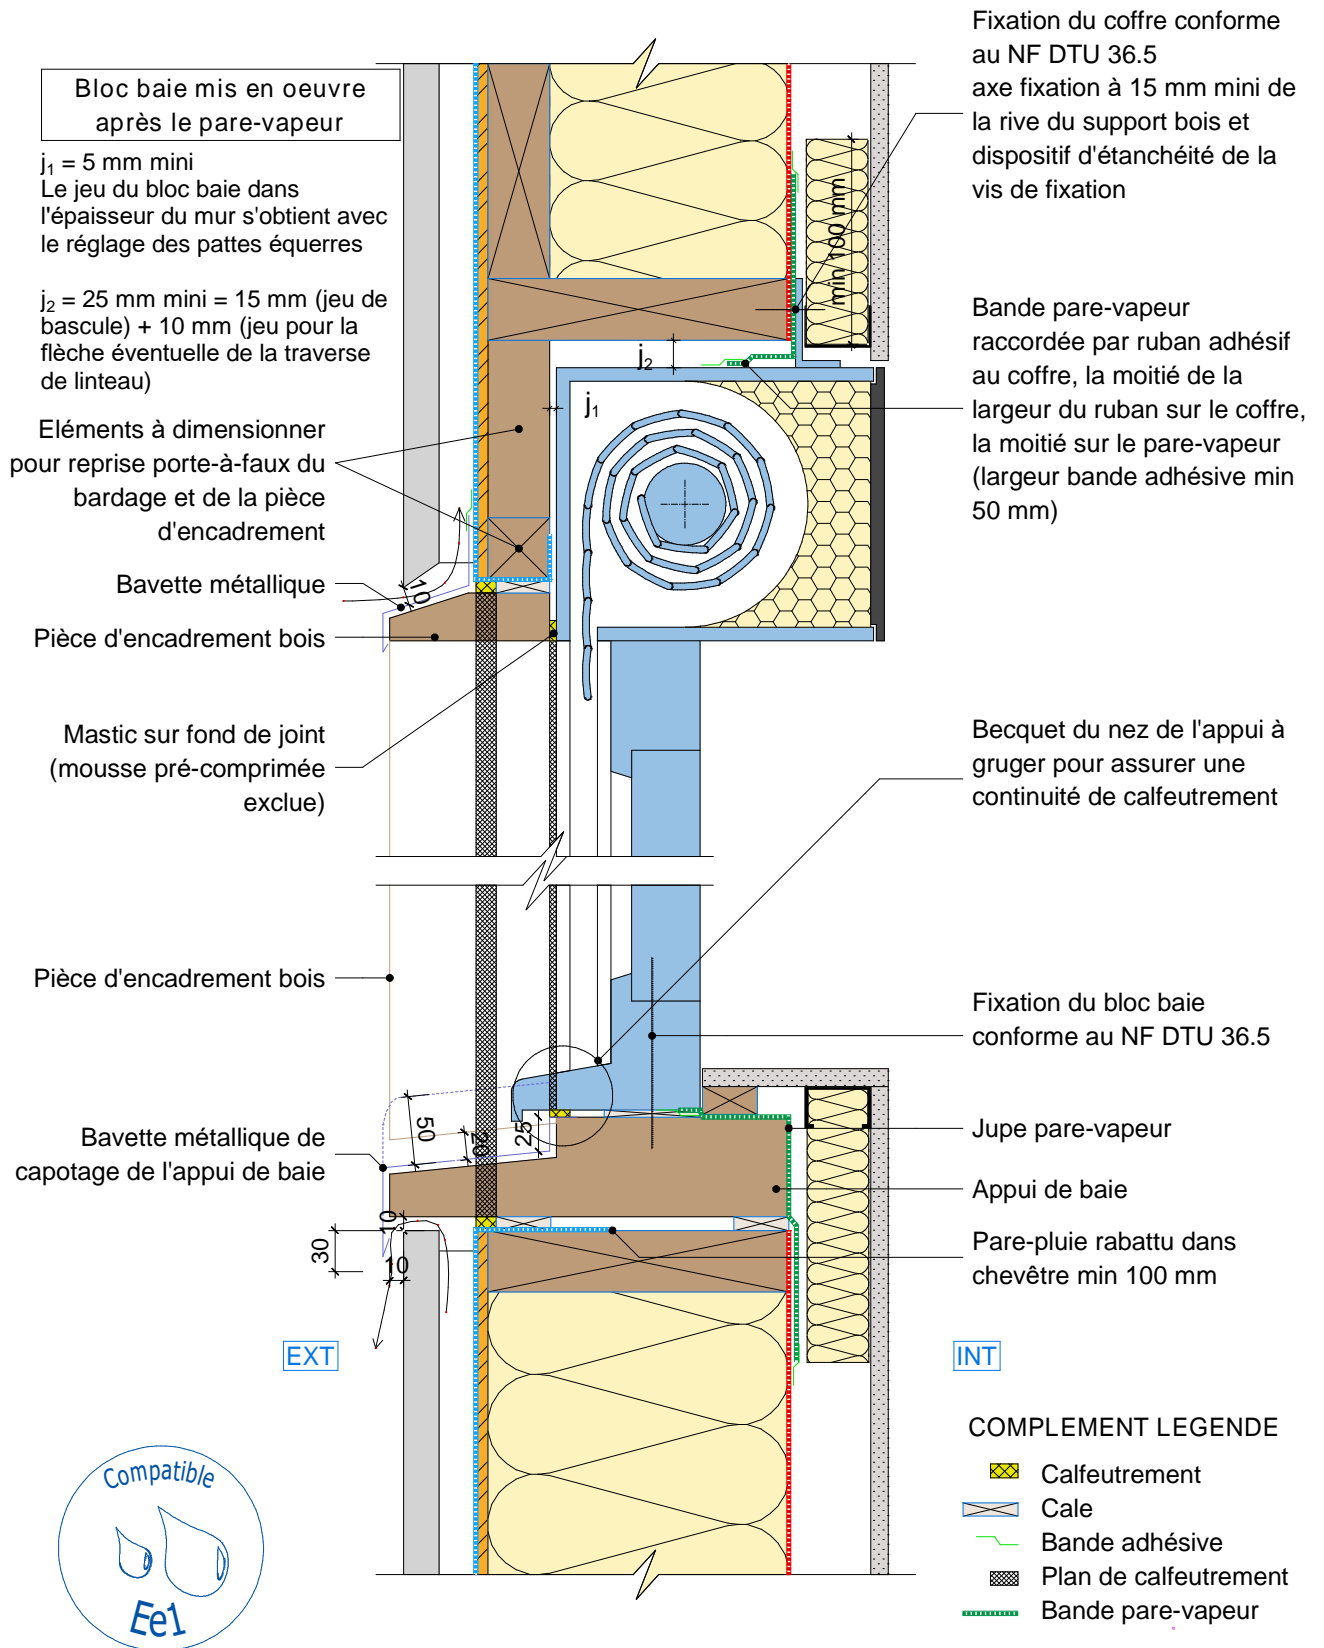 Fixation du coffre conforme
au NF DTU 36.5
axe fixation à 15 mm mini de
la rive du support bois et
dispositif d'étanchéité de la
vis de fixation
Bloc baie mis en oeuvre
après le pare-vapeur
j1 = 5 mm mini
Le jeu du bloc baie dans
l'épaisseur du mur s'obtient avec
le réglage des pattes équerres
j2 = 25 mm mini = 15 mm (jeu de
bascule) + 10 mm (jeu pour la
flèche éventuelle de la traverse
de linteau)
min 100 mm
Bande pare-vapeur
raccordée par ruban adhésif
au coffre, la moitié de la
largeur du ruban sur le coffre,
la moitié sur le pare-vapeur
(largeur bande adhésive min
50 mm)
j2
j1
Eléments à dimensionner
pour reprise porte-à-faux du
bardage et de la pièce
d'encadrement
Bavette métallique
10
Pièce d'encadrement bois
Mastic sur fond de joint
(mousse pré-comprimée
exclue)
Becquet du nez de l'appui à
gruger pour assurer une
continuité de calfeutrement
Pièce d'encadrement bois
Fixation du bloc baie
conforme au NF DTU 36.5
Bavette métallique de
capotage de l'appui de baie
50
20
25
Jupe pare-vapeur
Appui de baie
10
30
10
Pare-pluie rabattu dans
chevêtre min 100 mm
EXT
INT
COMPLEMENT LEGENDE
Calfeutrement
Cale
Bande adhésive
Plan de calfeutrement
Bande pare-vapeur
Compatible
Ee1